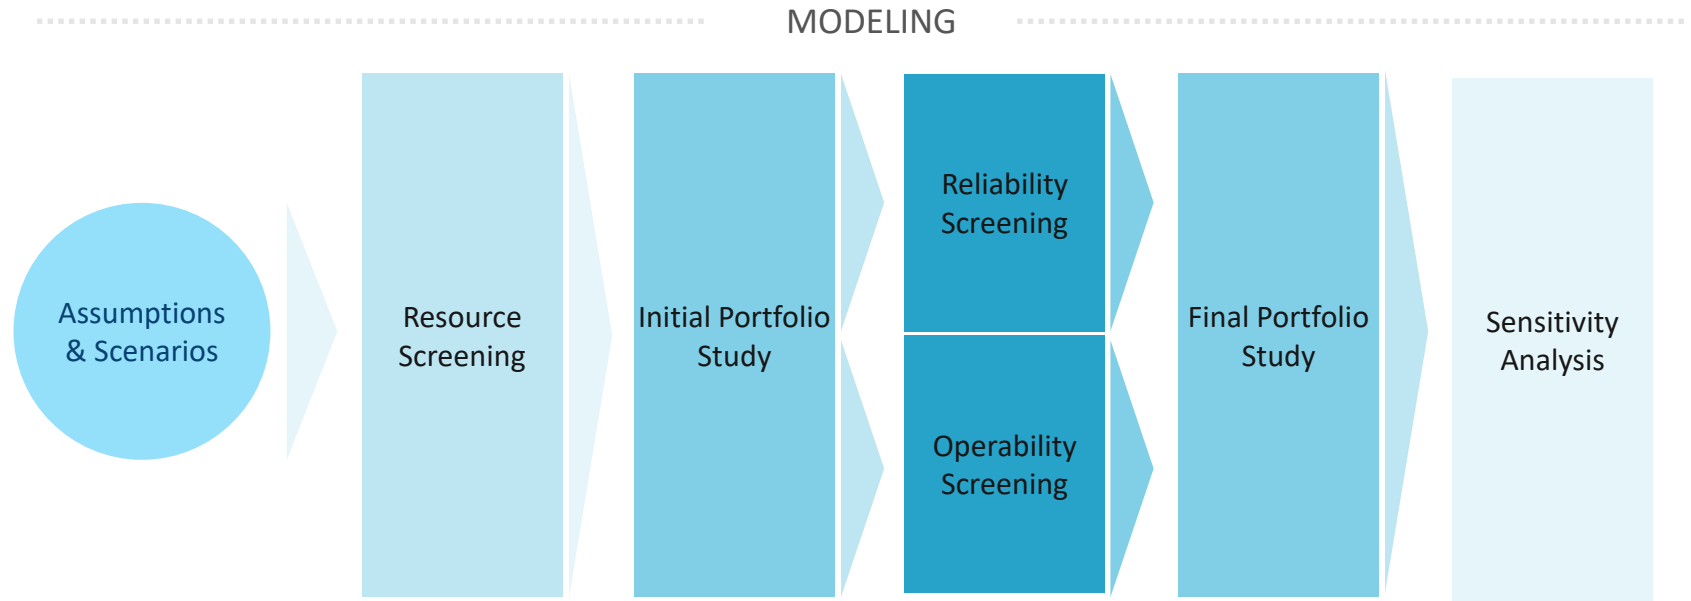 MODELING
Assumptions
& Scenarios
Resource
Screening
Initial Portfolio
Study
Reliability
Screening
Operability
Screening
Final Portfolio
Study
Sensitivity
Analysis